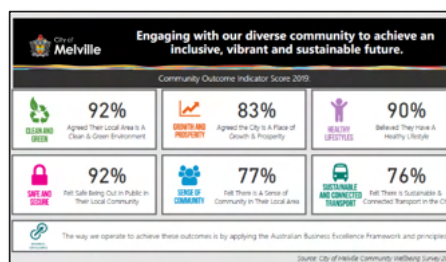 City of
Melville
Engaging with our diverse community to achieve an
inclusive, vibrant and sustainable future.
Community Outcome Indicator Score 2019:
CLEAN AND
GREEN
92%
Agreed Their Local Area Is A
Clean & Green Environment
GROWTH AND
PROSPERITY
83%
Agreed the City Is A Place of
Growth & Prosperity
HEALTHY
LIFESTYLES
90%
Believed They Have A
Healthy Lifestyle
SAFE AND
SECURE
92%
Felt Safe Being Out in Public In
Their Local Community
SENSE OF
COMMUNITY
77%
Felt There Is A Sense of
Community in Their Local Area
SUSTAINABLE
AND CONNECTED
TRANSPORT
76%
Felt There is Sustainable &
Connected Transport in the Cit
The way we operate to achieve these outcomes is by applying the Australian Business Excellence Framework and principles
Source: City of Melville Community Wellbeing Survey 2